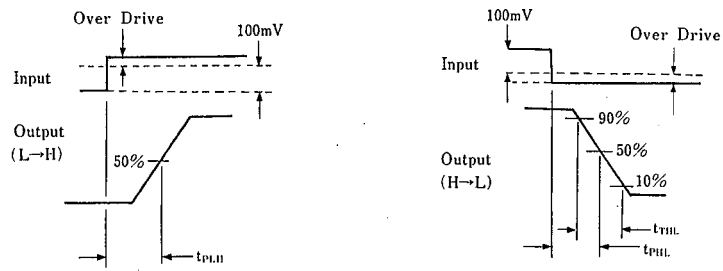 Over Drive
100mV
Input
Output
(L→H)
50%
tPLH
100mV
Over Drive
Input
90%
50%
10%
Output
(H→L)
tTHL
tPHL